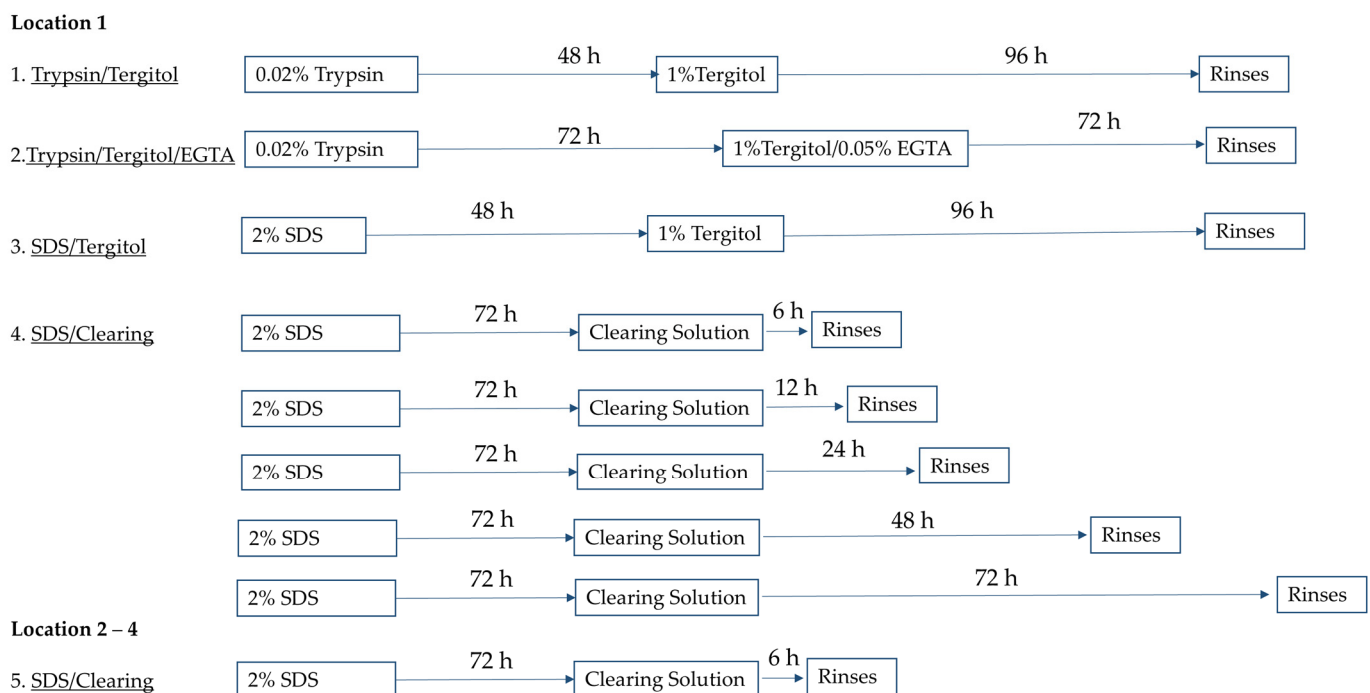 Location 1
48 h 96 h
1. Trypsin/Tergitol 0.02% Trypsin 1%Tergitol Rinses
72 h 72 h
2.Trypsin/Tergitol/EGTA 0.02% Trypsin 1%Tergitol/0.05% EGTA Rinses
48 h 96 h
3. SDS/Tergitol 2% SDS 1% Tergitol Rinses
72 h 6 h
4. SDS/Clearing 2% SDS Clearing Solution Rinses
72 h 12 h
2% SDS Clearing Solution Rinses
72 h 24 h
2% SDS Clearing Solution Rinses
72 h 48 h
2% SDS Clearing Solution Rinses
72 h 72 h
2% SDS Clearing Solution Rinses
Location 2 – 4
72 h 6 h
5. SDS/Clearing 2% SDS Clearing Solution Rinses